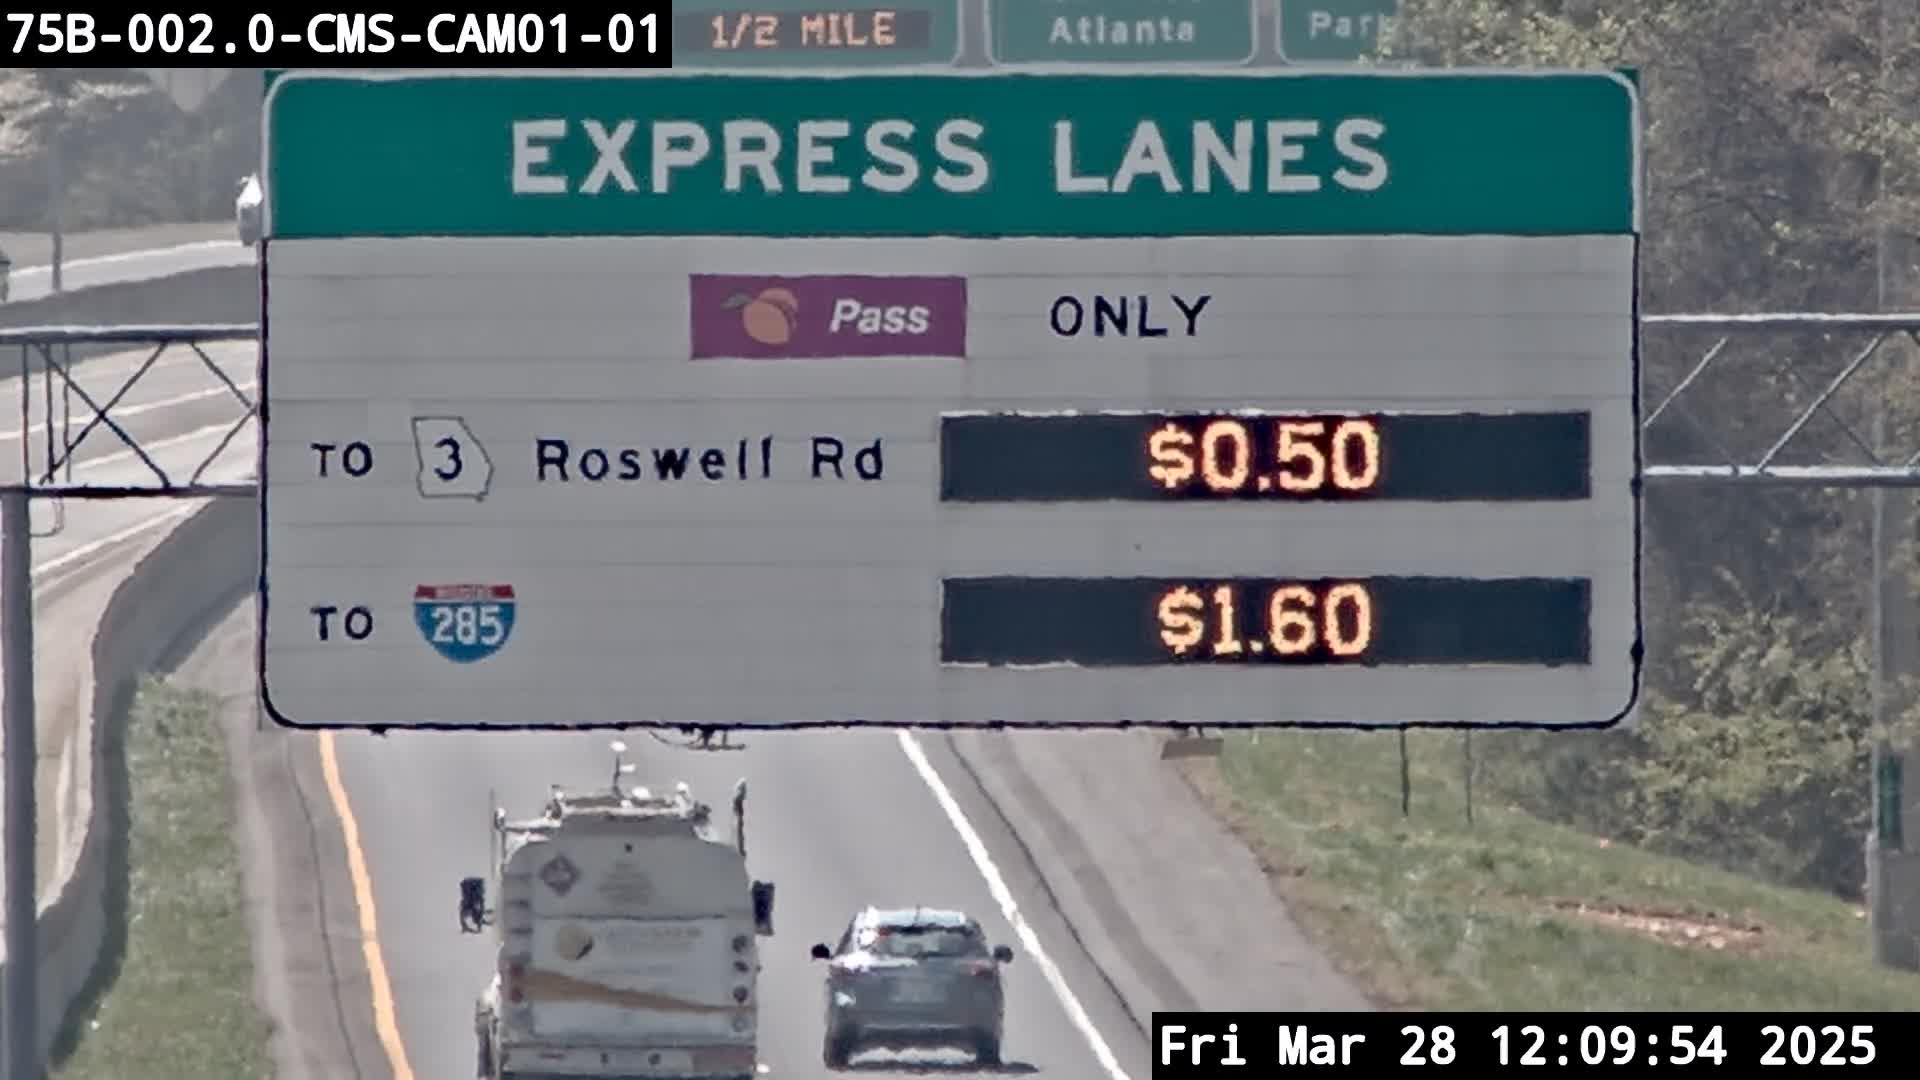 75B-002.0-CMS-CAM01-01
1/2 MILE
Atlanta
EXPRESS LANES
Pass ONLY
TO 3 Roswell Rd $0.50
TO 285 $1.60
Fri Mar 28 12:09:54 2025